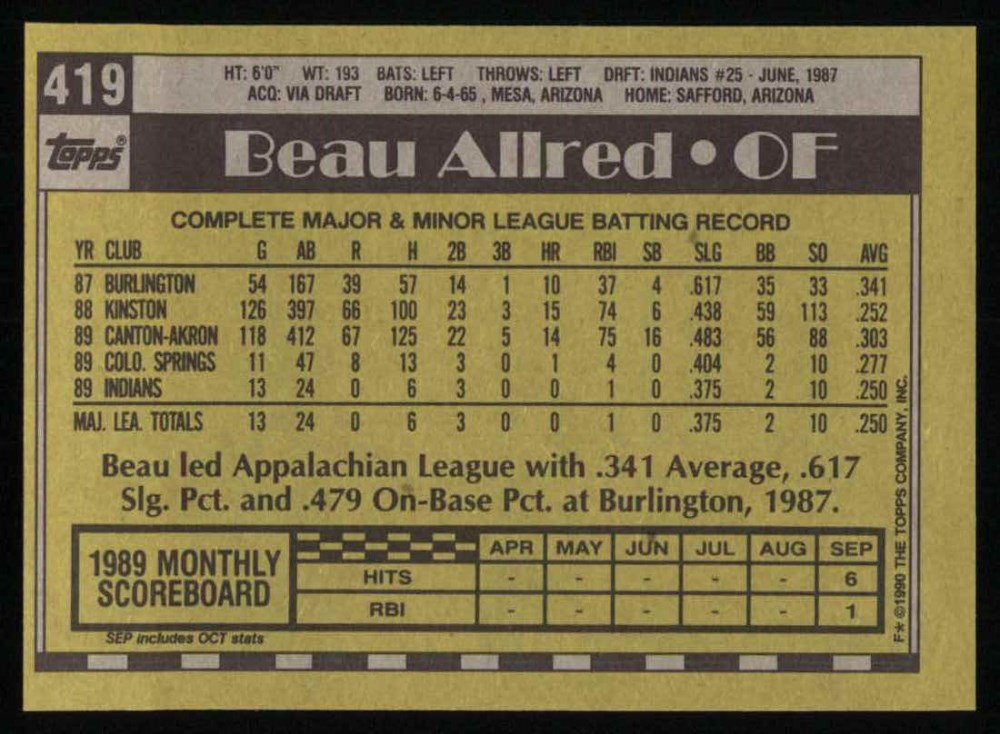 419
HT: 6'0" WT: 193 BATS: LEFT THROWS: LEFT DRFT: INDIANS #25 - JUNE, 1987
ACQ: VIA DRAFT BORN: 6-4-65, MESA, ARIZONA HOME: SAFFORD, ARIZONA
Topps®
Beau Allred • OF
COMPLETE MAJOR & MINOR LEAGUE BATTING RECORD
YR CLUB G AB R H 2B 3B HR RBI SB SLG BB SO AVG
87 BURLINGTON 54 167 39 57 14 1 10 37 4 .617 35 33 .341
88 KINSTON 126 397 66 100 23 3 15 74 6 .438 59 113 .252
89 CANTON-AKRON 118 412 67 125 22 5 14 75 16 .483 56 88 .303
89 COLO. SPRINGS 11 47 8 13 3 0 1 4 0 .404 2 10 .277
89 INDIANS 13 24 0 6 3 0 0 1 0 .375 2 10 .250
MAJ. LEA. TOTALS 13 24 0 6 3 0 0 1 0 .375 2 10 .250
Beau led Appalachian League with .341 Average, .617
Slg. Pct. and .479 On-Base Pct. at Burlington, 1987.
1989 MONTHLY
SCOREBOARD
APR MAY JUN JUL AUG SEP
HITS - - - - - 6
RBI - - - - - 1
SEP includes OCT stats
F* ©1990 THE TOPPS COMPANY, INC.